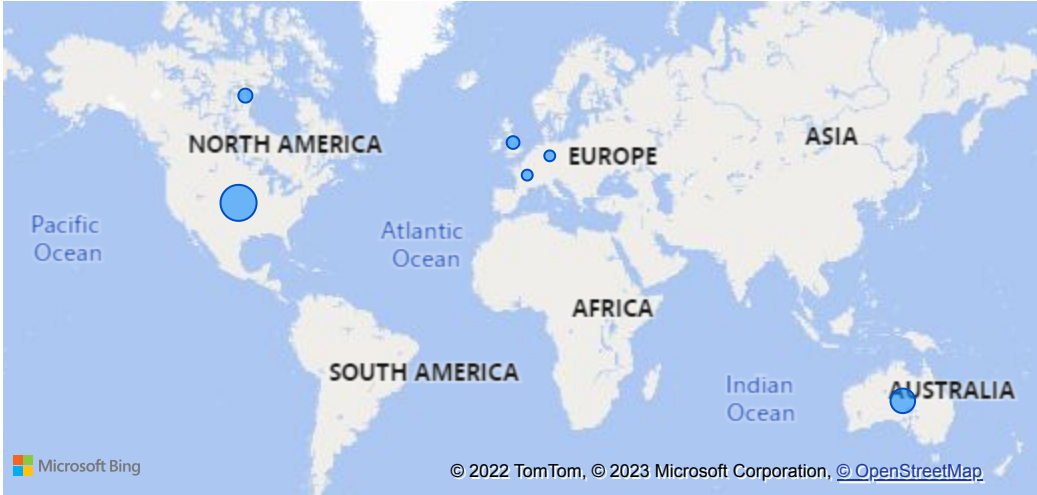 NORTH AMERICA
ASIA
EUROPE
Pacific
Ocean
Atlantic
Ocean
AFRICA
SOUTH AMERICA
Indian
Ocean
AUSTRALIA
Microsoft Bing
© 2022 TomTom, © 2023 Microsoft Corporation, © OpenStreetMap